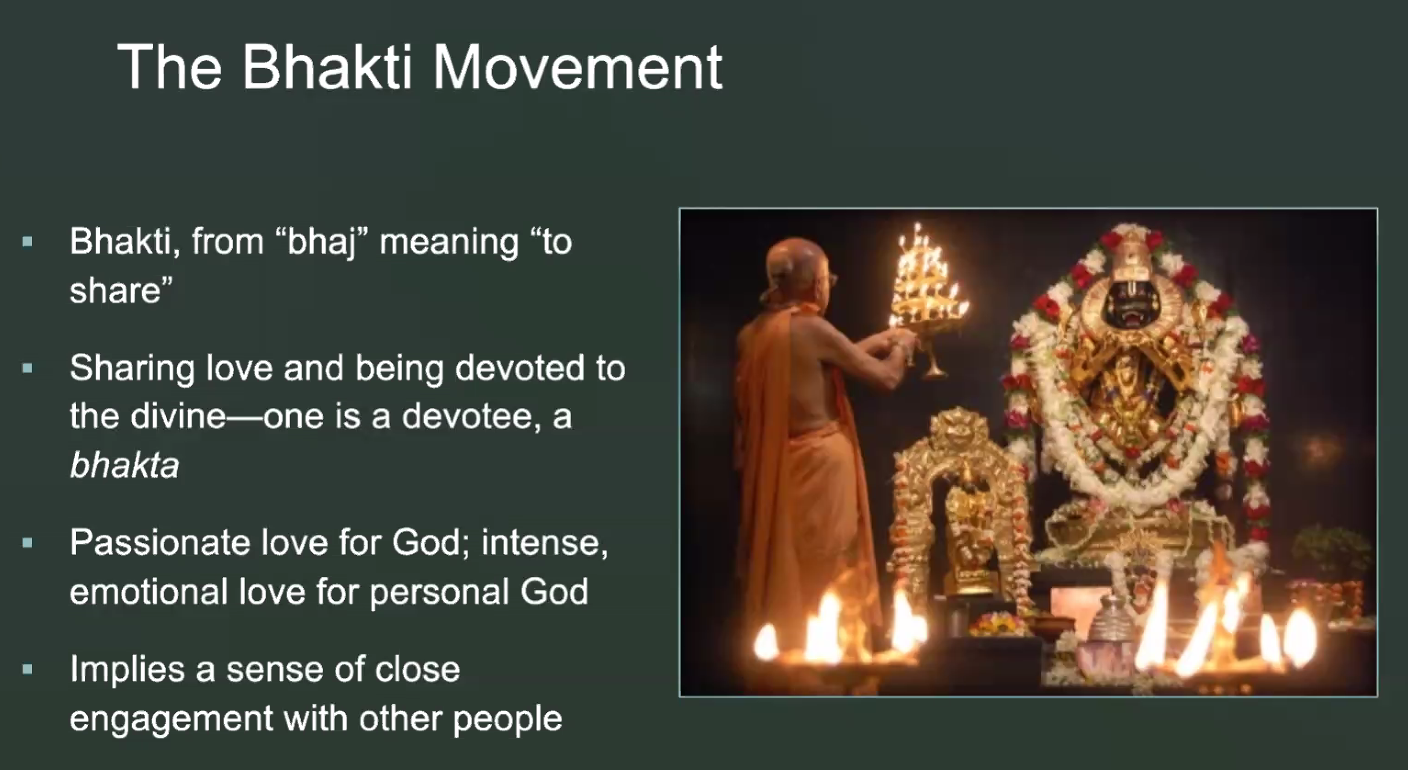 The Bhakti Movement
Bhakti, from “bhaj” meaning “to
share”
Sharing love and being devoted to
the divine—one is a devotee, a
bhakta
Passionate love for God; intense,
emotional love for personal God
Implies a sense of close
engagement with other people